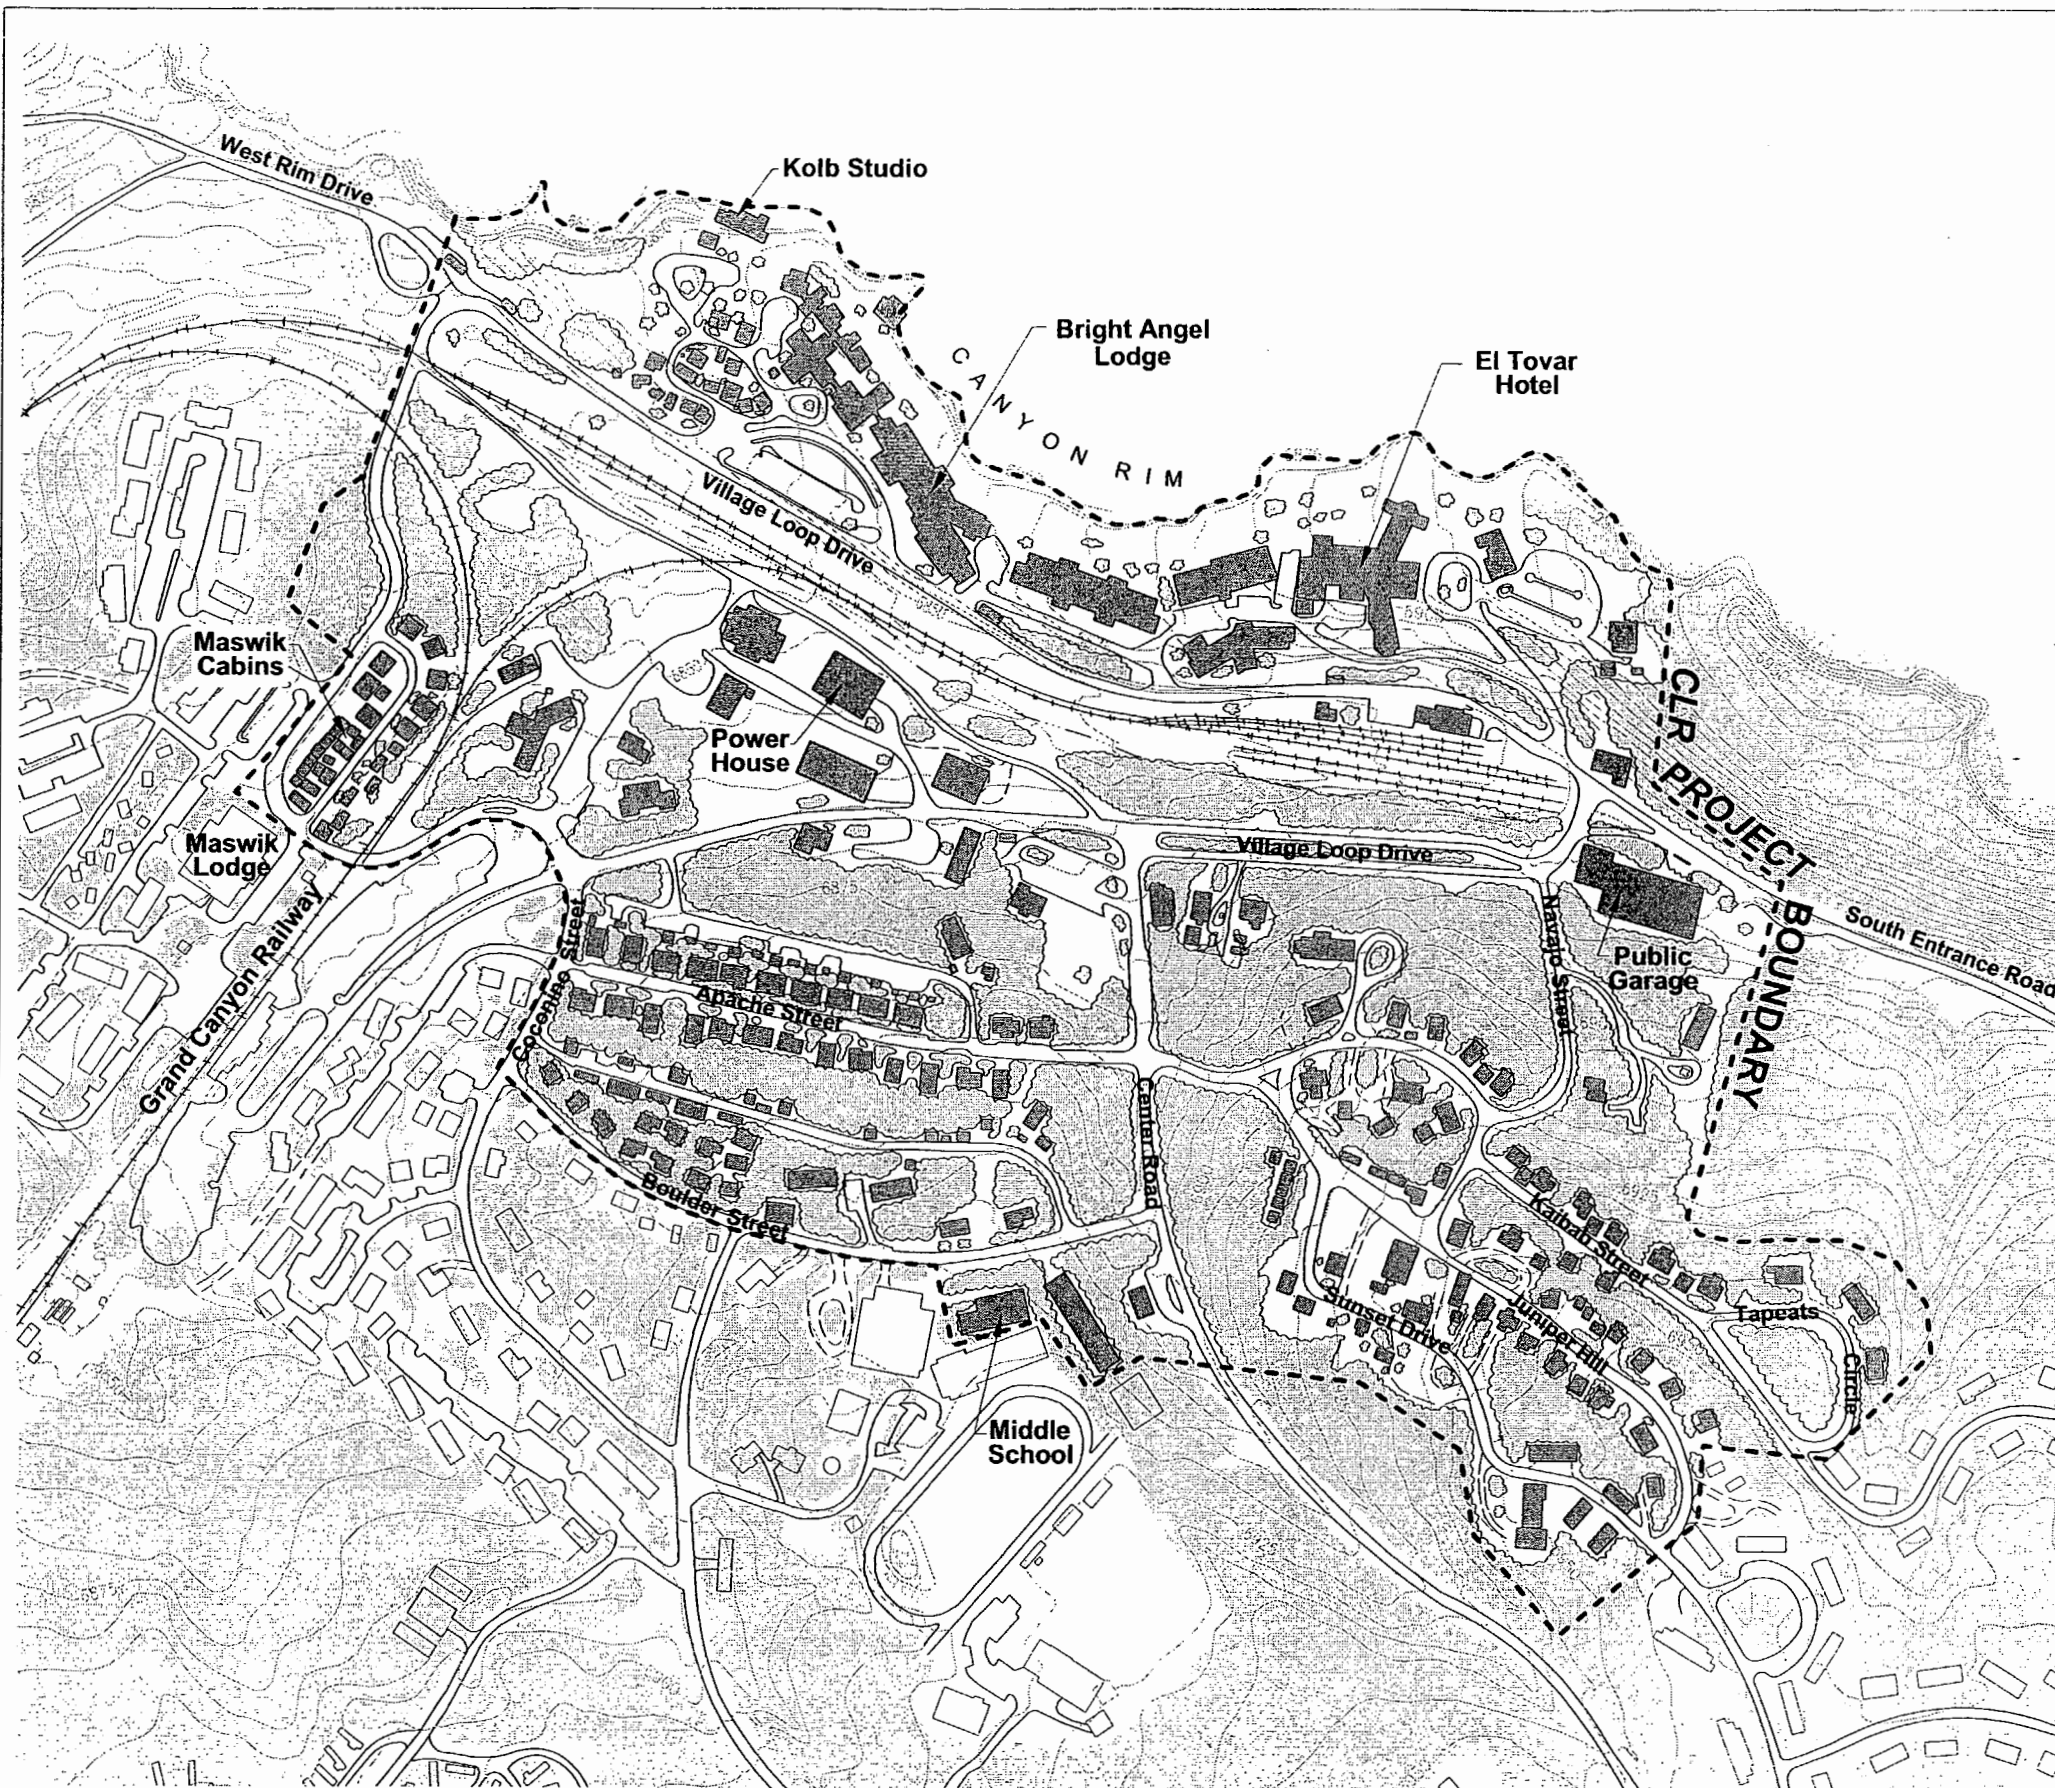 West Rim Drive
Kolb Studio
Bright Angel
Lodge
El Tovar
Hotel
CANYON RIM
Village Loop Drive
Maswik
Cabins
Power
House
CLR PROJECT BOUNDARY
Maswik
Lodge
Village Loop Drive
South Entrance Road
Public
Garage
Navajo Street
Grand Canyon Railway
Coconino Street
Apache Street
Center Road
Boulder Street
Kaibab Street
Tapeats Circle
Juniper Hill
Sunset Drive
Middle
School
6925